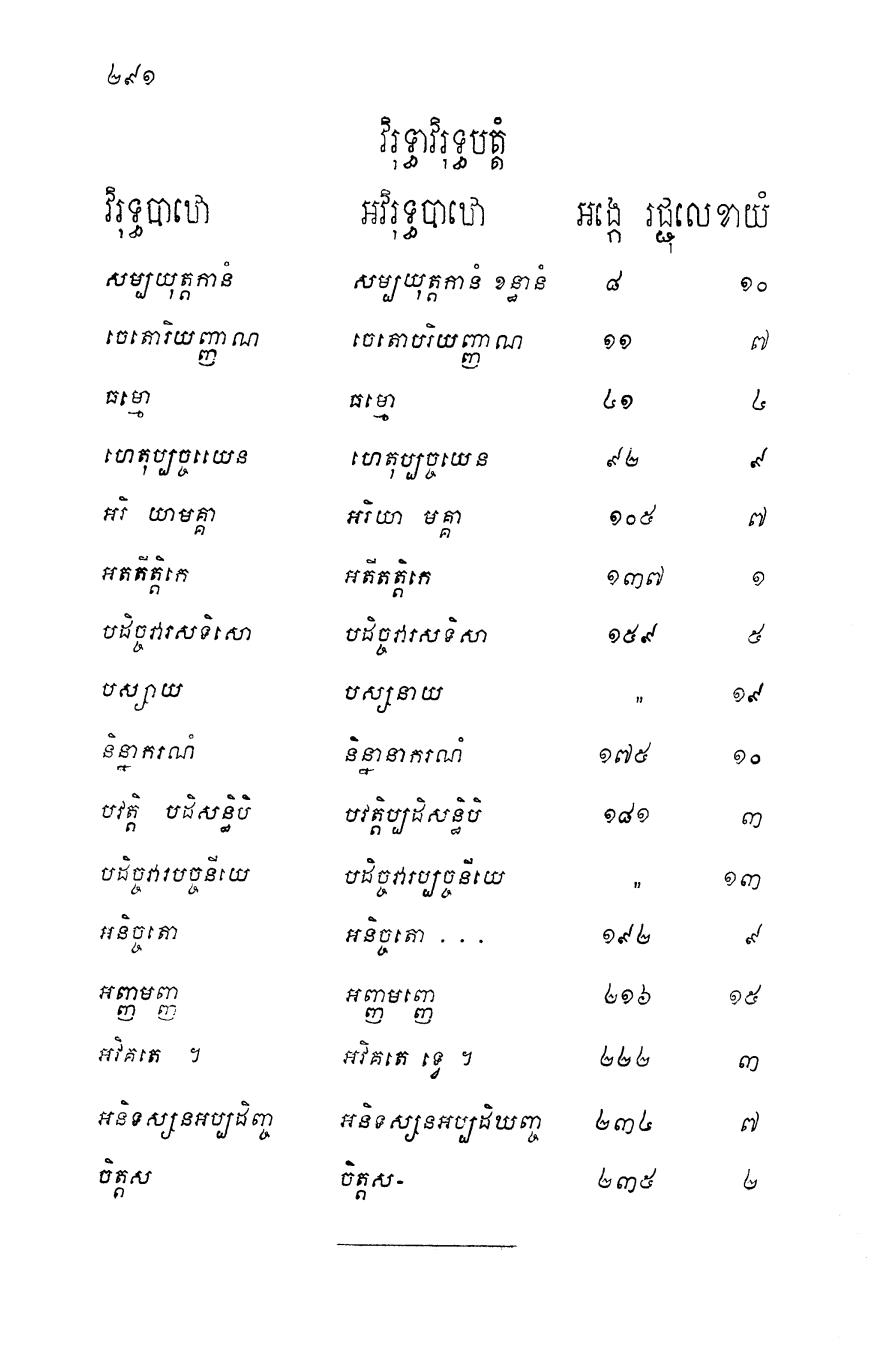 ២៩១
វិរុទ្ធាវិរុទ្ធបត្តំ
វិរុទ្ធបាឋោ អវិរុទ្ធបាឋោ អង្កេ រជ្ជុលេខាយំ
សម្បយុត្តកានំ សម្បយុត្តកានំ ខន្ធានំ ៨ ១០
ចេតោរិយញ្ញាណ ចេតោបរិយញ្ញាណ ១១ ៧
ធម្មោ ធម្មោ ៤១ ៤
ហេតុប្បច្ចយេន ហេតុប្បច្ចយេន ៩២ ៩
អរិ យាមគ្គា អរិយា មគ្គា ១០៥ ៧
អតតីត្តិកេ អតីតត្តិកេ ១៣៧ ១
បដិច្ចវារសទិសោ បដិច្ចវារសទិសា ១៥៩ ៥
បស្សាយ បស្សនាយ " ១៩
និន្នាករណំ និន្នានាករណំ ១៧៥ ១០
បវត្តិ បដិសន្ធិបិ បវត្តិប្បដិសន្ធិបិ ១៨១ ៣
បដិច្ចវារបច្ចនីយេ បដិច្ចវារប្បច្ចនីយេ " ១៣
អនិច្ចតោ អនិច្ចតោ . . . ១៩២ ៩
អញ្ញមញ្ញា អញ្ញមញ្ញេ ២១៦ ១៥
អវិគតេ ។ អវិគតេ ទ្វេ ។ ២២២ ៣
អនិទស្សនអប្បដិញ្ច អនិទស្សនអប្បដិឃញ្ច ២៣៤ ៧
ចិត្តស ចិត្តស- ២៣៥ ២